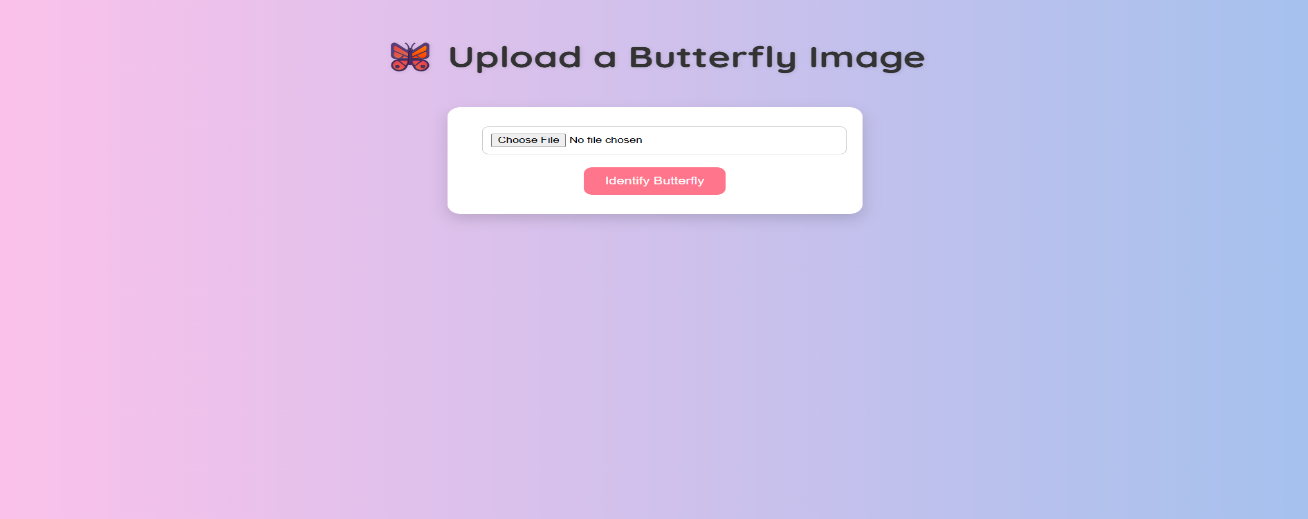 Upload a Butterfly Image
Choose File No file chosen
Identify Butterfly